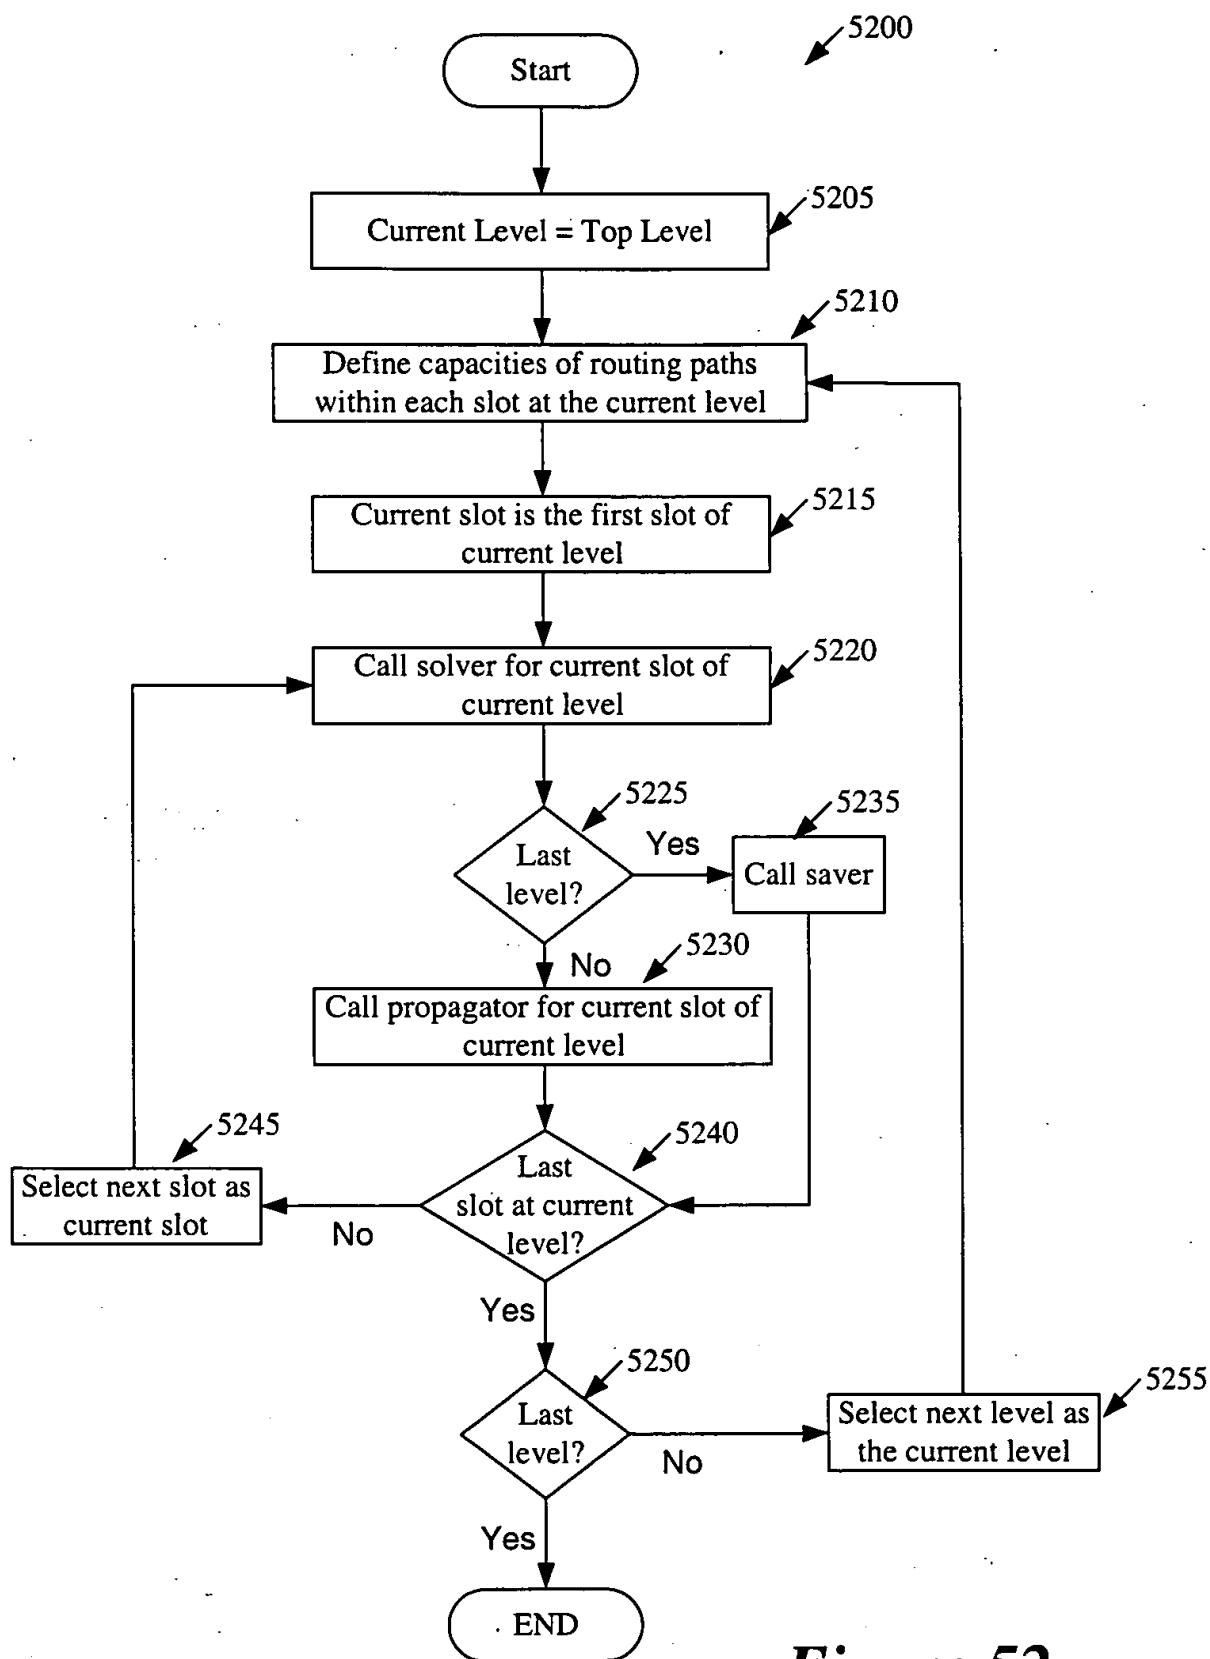 5200
Start
5205
Current Level = Top Level
5210
Define capacities of routing paths
within each slot at the current level
5215
Current slot is the first slot of
current level
5220
Call solver for current slot of
current level
5225
Last
level?
Yes
5235
Call saver
No
5230
Call propagator for current slot of
current level
5245
Select next slot as
current slot
5240
Last
slot at current
level?
No
Yes
5250
Last
level?
No
5255
Select next level as
the current level
Yes
END
Figure 52